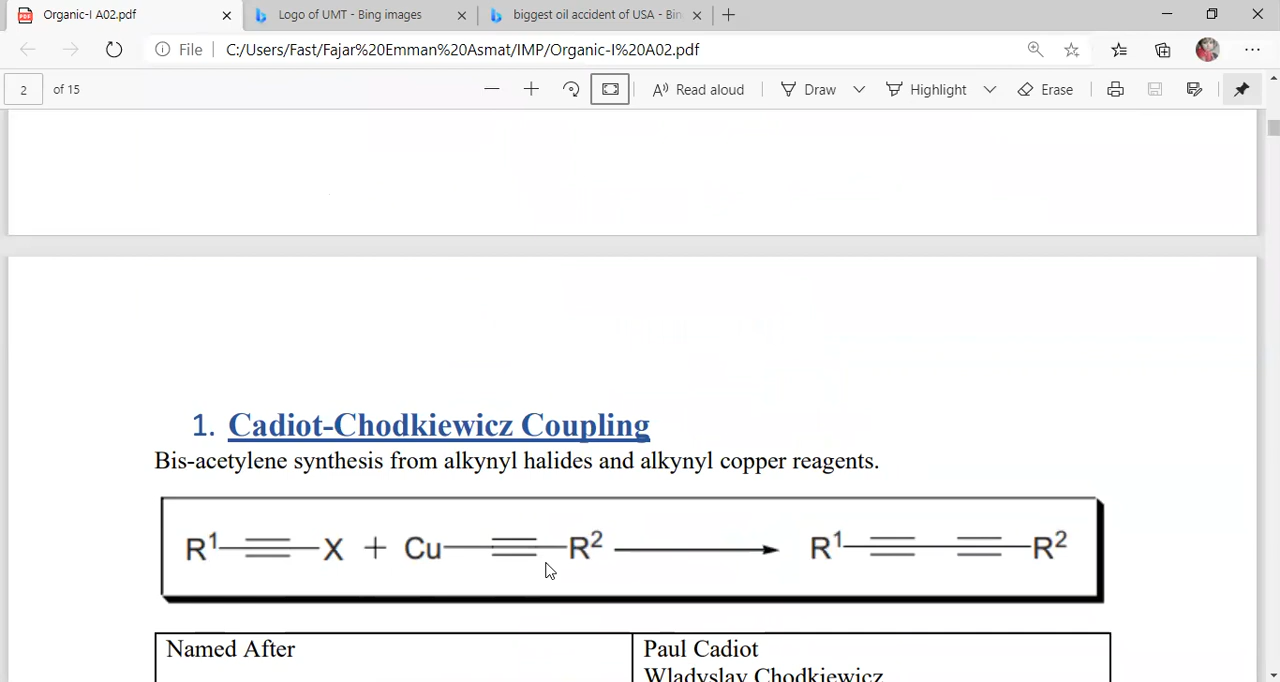 Organic-I A02.pdf
Logo of UMT - Bing images
biggest oil accident of USA - Bin
File
C:/Users/Fast/Fajar%20Emman%20Asmat/IMP/Organic-I%20A02.pdf
2 of 15
Read aloud
Draw
Highlight
Erase
1. Cadiot-Chodkiewicz Coupling
Bis-acetylene synthesis from alkynyl halides and alkynyl copper reagents.
R¹ X + Cu R² R¹ R²
Named After
Paul Cadiot
Wladyslav Chodkiewicz